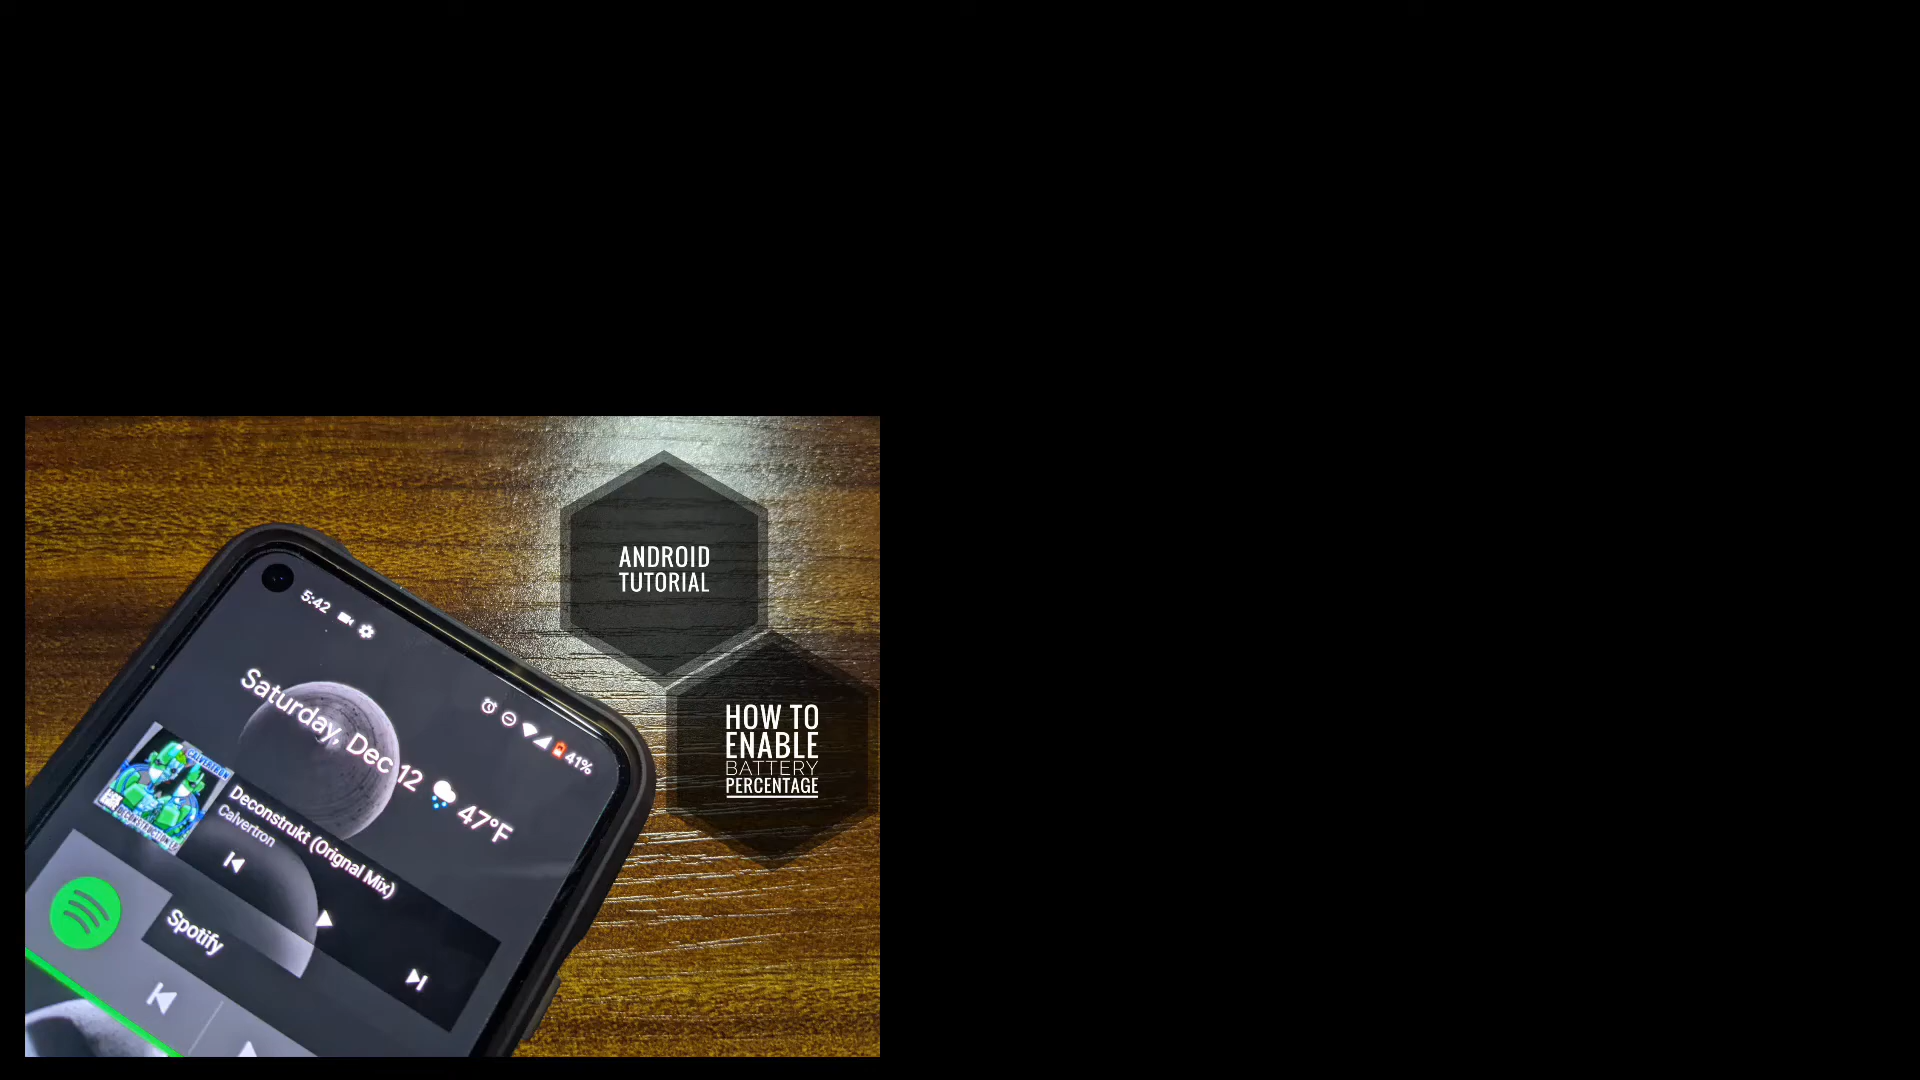 ANDROID
TUTORIAL
HOW TO
ENABLE
BATTERY
PERCENTAGE
5:42
41%
Saturday, Dec 12 47°F
Deconstrukt (Orignal Mix)
Calvertron
CALVERTRON
Spotify